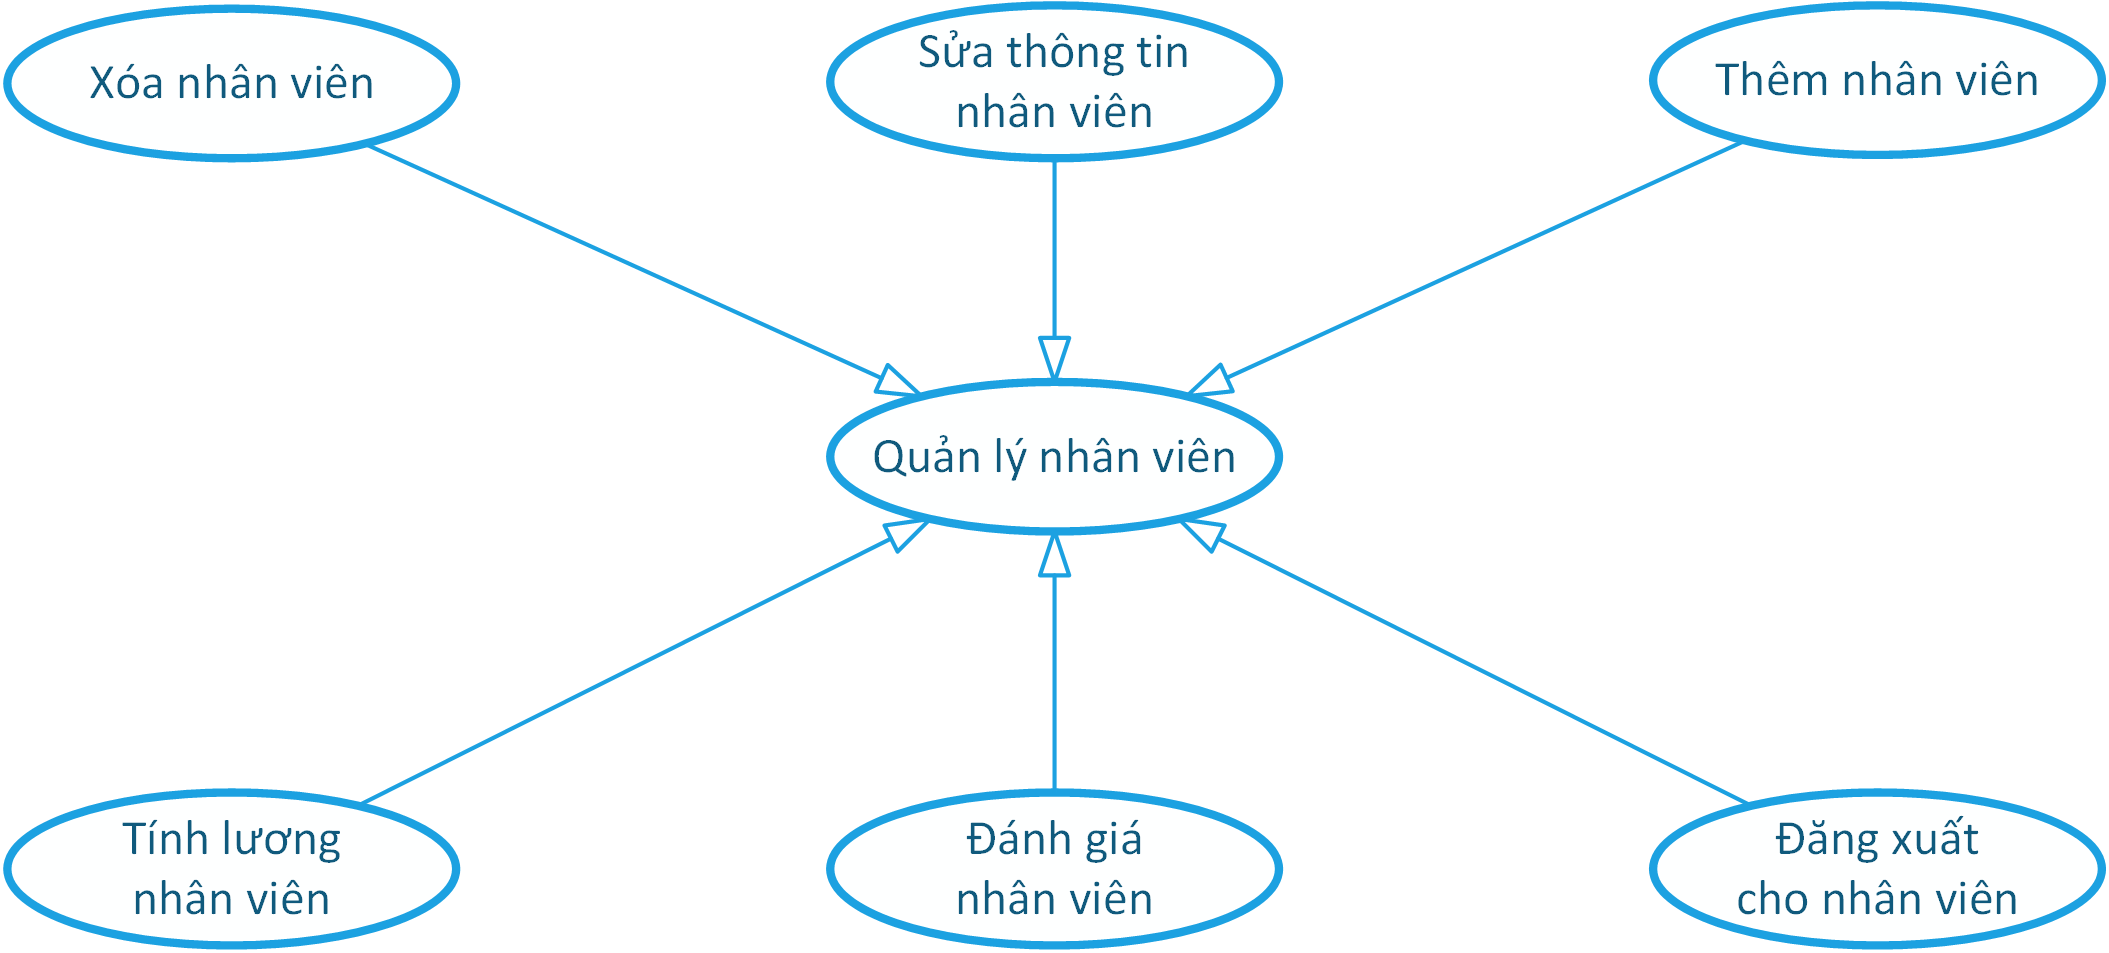 Xóa nhân viên
Sửa thông tin
nhân viên
Thêm nhân viên
Quản lý nhân viên
Tính lương
nhân viên
Đánh giá
nhân viên
Đăng xuất
cho nhân viên